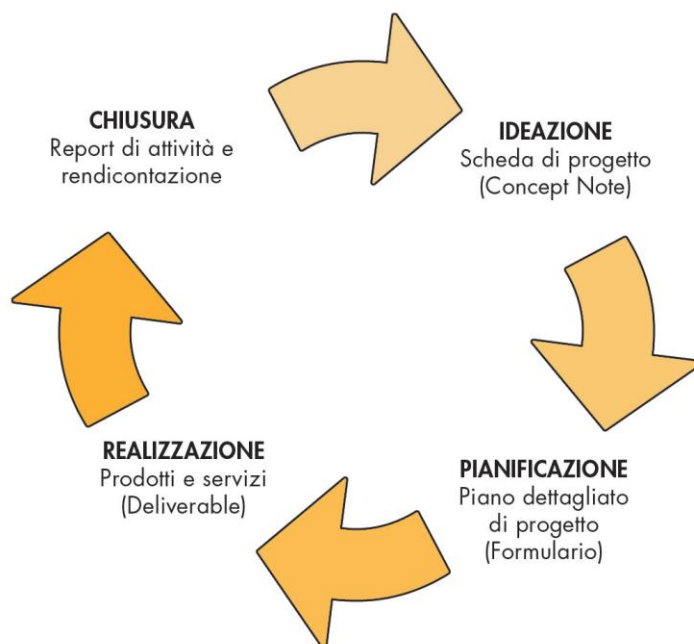 CHIUSURA
Report di attività e
rendicontazione
IDEAZIONE
Scheda di progetto
(Concept Note)
REALIZZAZIONE
Prodotti e servizi
(Deliverable)
PIANIFICAZIONE
Piano dettagliato
di progetto
(Formulario)